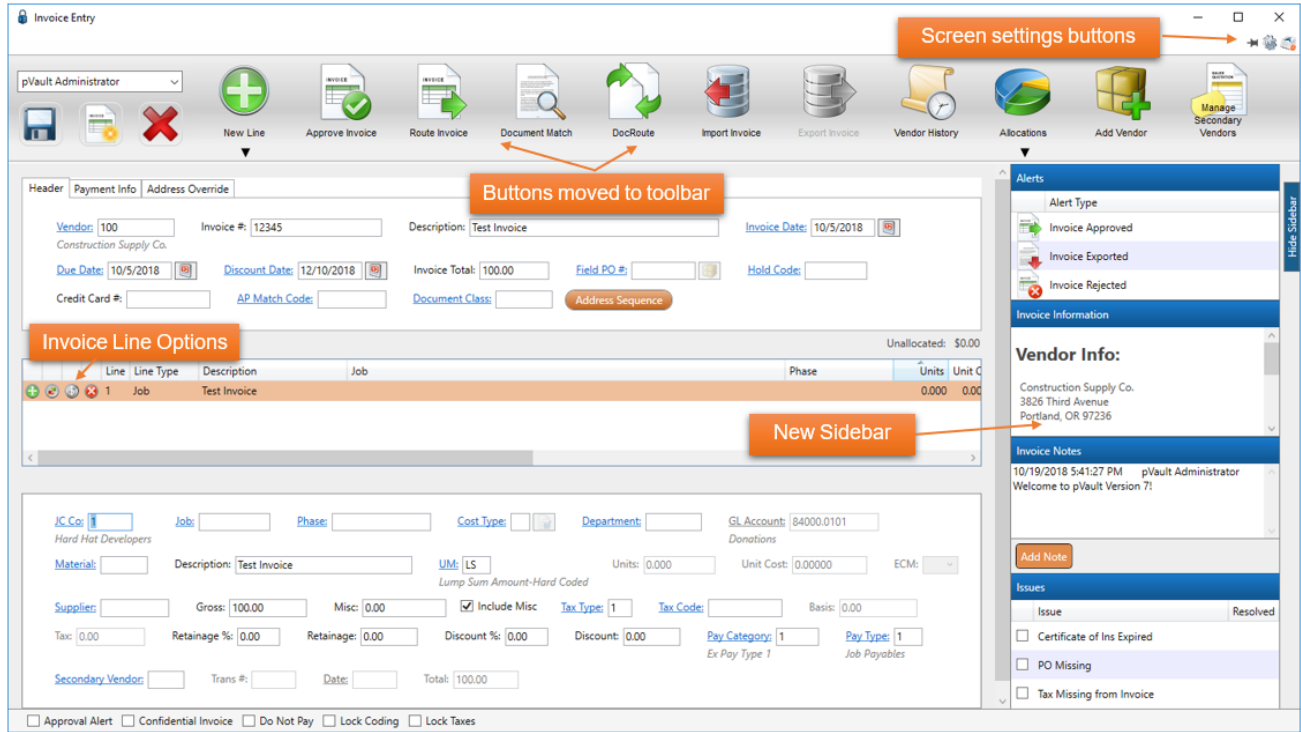 Invoice Entry
Screen settings buttons
pVault Administrator
New Line
INVOICE
Approve Invoice
INVOICE
Route Invoice
Document Match
DocRoute
Import Invoice
Export Invoice
Vendor History
Allocations
Add Vendor
Manage
Secondary
Vendors
Buttons moved to toolbar
Header Payment Info Address Override
Vendor: 100 Invoice #: 12345 Description: Test Invoice Invoice Date: 10/5/2018
Construction Supply Co.
Due Date: 10/5/2018 Discount Date: 12/10/2018 Invoice Total: 100.00 Field PO #: Hold Code:
Credit Card #: AP Match Code: Document Class: Address Sequence
Invoice Line Options
Unallocated: $0.00
Line Line Type Description Job Phase Units Unit C
1 Job Test Invoice 0.000 0.00
New Sidebar
JC Co: 1 Job: Phase: Cost Type: Department: GL Account: 84000.0101
Hard Hat Developers Donations
Material: Description: Test Invoice UM: LS Units: 0.000 Unit Cost: 0.00000 ECM:
Lump Sum Amount-Hard Coded
Supplier: Gross: 100.00 Misc: 0.00 Include Misc Tax Type: 1 Tax Code: Basis: 0.00
Tax: 0.00 Retainage %: 0.00 Retainage: 0.00 Discount %: 0.00 Discount: 0.00 Pay Category: 1 Pay Type: 1
Ex Pay Type 1 Job Payables
Secondary Vendor: Trans #: Date: Total: 100.00
Approval Alert Confidential Invoice Do Not Pay Lock Coding Lock Taxes
Alerts
Alert Type
Invoice Approved
Invoice Exported
Invoice Rejected
Invoice Information
Vendor Info:
Construction Supply Co.
3826 Third Avenue
Portland, OR 97236
Invoice Notes
10/19/2018 5:41:27 PM pVault Administrator
Welcome to pVault Version 7!
Add Note
Issues
Issue Resolved
Certificate of Ins Expired
PO Missing
Tax Missing from Invoice
Hide Sidebar